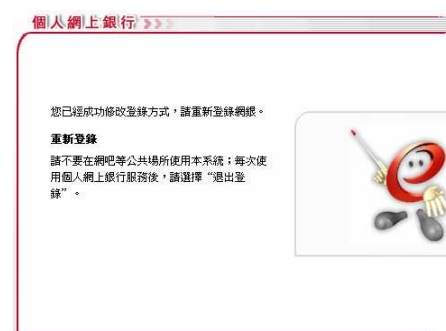 個人網上銀行 >>>
您已經成功修改登錄方式,請重新登錄網銀。
重新登錄
請不要在網吧等公共場所使用本系統;每次使
用個人網上銀行服務後,請選擇“退出登
錄”。